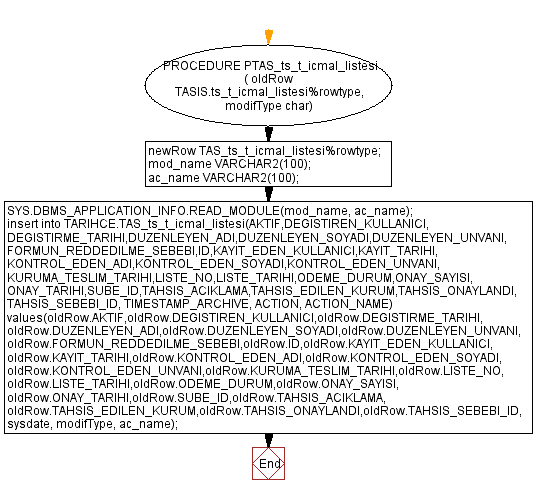 PROCEDURE PTAS_ts_t_icmal_listesi
( oldRow
TASIS.ts_t_icmal_listesi%rowtype,
modifType char)
newRow TAS_ts_t_icmal_listesi%rowtype;
mod_name VARCHAR2(100);
ac_name VARCHAR2(100);
SYS.DBMS_APPLICATION_INFO.READ_MODULE(mod_name, ac_name);
insert into TARIHCE.TAS_ts_t_icmal_listesi(AKTIF,DEGISTIREN_KULLANICI,
DEGISTIRME_TARIHI,DUZENLEYEN_ADI,DUZENLEYEN_SOYADI,DUZENLEYEN_UNVANI,
FORMUN_REDDEDILME_SEBEBI,ID,KAYIT_EDEN_KULLANICI,KAYIT_TARIHI,
KONTROL_EDEN_ADI,KONTROL_EDEN_SOYADI,KONTROL_EDEN_UNVANI,
KURUMA_TESLIM_TARIHI,LISTE_NO,LISTE_TARIHI,ODEME_DURUM,ONAY_SAYISI,
ONAY_TARIHI,SUBE_ID,TAHSIS_ACIKLAMA,TAHSIS_EDILEN_KURUM,TAHSIS_ONAYLANDI,
TAHSIS_SEBEBI_ID, TIMESTAMP_ARCHIVE, ACTION, ACTION_NAME)
values(oldRow.AKTIF,oldRow.DEGISTIREN_KULLANICI,oldRow.DEGISTIRME_TARIHI,
oldRow.DUZENLEYEN_ADI,oldRow.DUZENLEYEN_SOYADI,oldRow.DUZENLEYEN_UNVANI,
oldRow.FORMUN_REDDEDILME_SEBEBI,oldRow.ID,oldRow.KAYIT_EDEN_KULLANICI,
oldRow.KAYIT_TARIHI,oldRow.KONTROL_EDEN_ADI,oldRow.KONTROL_EDEN_SOYADI,
oldRow.KONTROL_EDEN_UNVANI,oldRow.KURUMA_TESLIM_TARIHI,oldRow.LISTE_NO,
oldRow.LISTE_TARIHI,oldRow.ODEME_DURUM,oldRow.ONAY_SAYISI,
oldRow.ONAY_TARIHI,oldRow.SUBE_ID,oldRow.TAHSIS_ACIKLAMA,
oldRow.TAHSIS_EDILEN_KURUM,oldRow.TAHSIS_ONAYLANDI,oldRow.TAHSIS_SEBEBI_ID,
sysdate, modifType, ac_name);
End